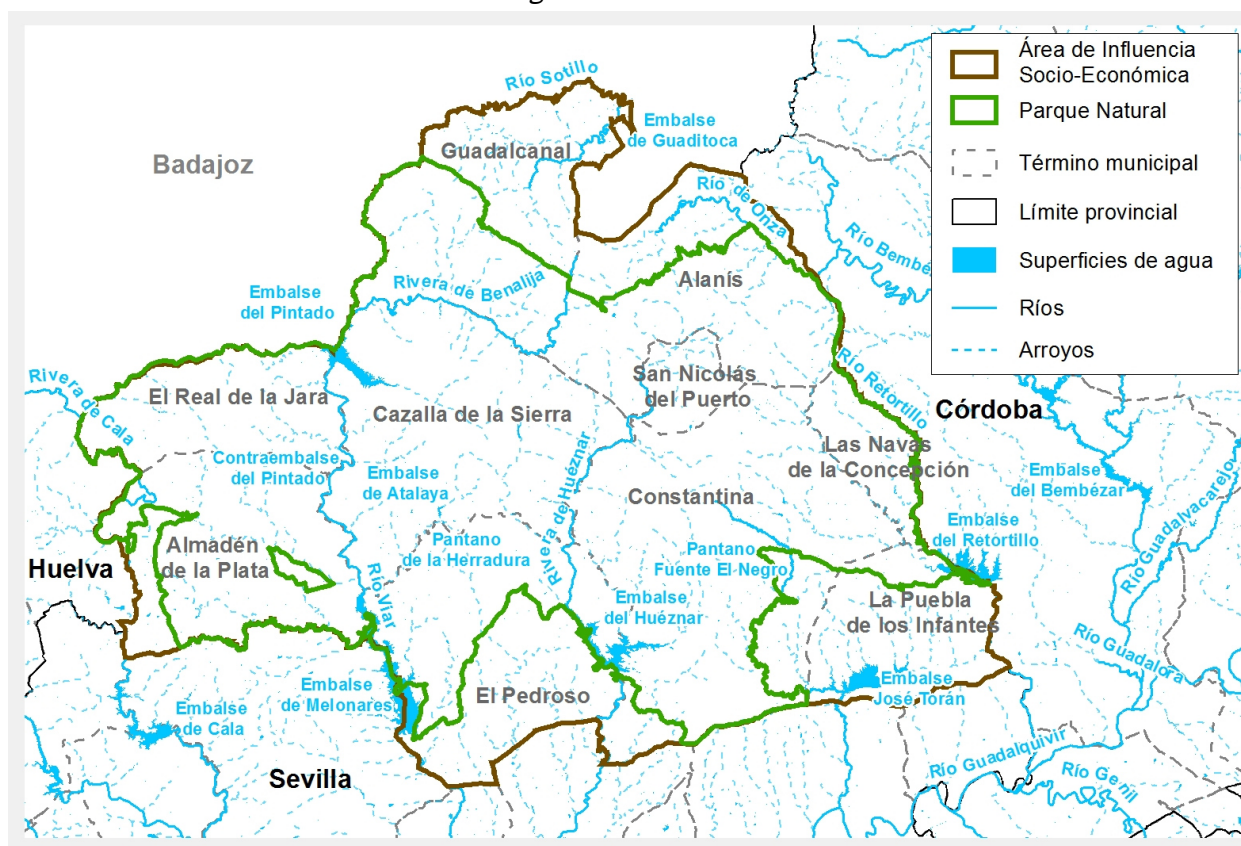 Área de Influencia
Socio-Económica
Parque Natural
Término municipal
Límite provincial
Superficies de agua
Ríos
Arroyos
Río Sotillo
Embalse
de Guaditoca
Guadalcanal
Badajoz
Río de Onza
Río Bembé
Alanís
Rivera de Benalija
Embalse
del Pintado
Rivera de Cala
El Real de la Jara
San Nicolás
del Puerto
Cazalla de la Sierra
Río Retortillo
Córdoba
Las Navas
de la Concepción
Contraembalse
del Pintado
Embalse
de Atalaya
Rivera de Huéznar
Constantina
Embalse
del Bembézar
Río Guadalvacarejo
Embalse
del Retortillo
Pantano
de la Herradura
Pantano
Fuente El Negro
Huelva
Almadén
de la Plata
Río Viar
Embalse
del Huéznar
La Puebla
de los Infantes
Río Guadalora
Embalse
de Melonares
El Pedroso
Embalse
José Torán
Embalse
de Cala
Sevilla
Río Guadalquivir
Río Genil